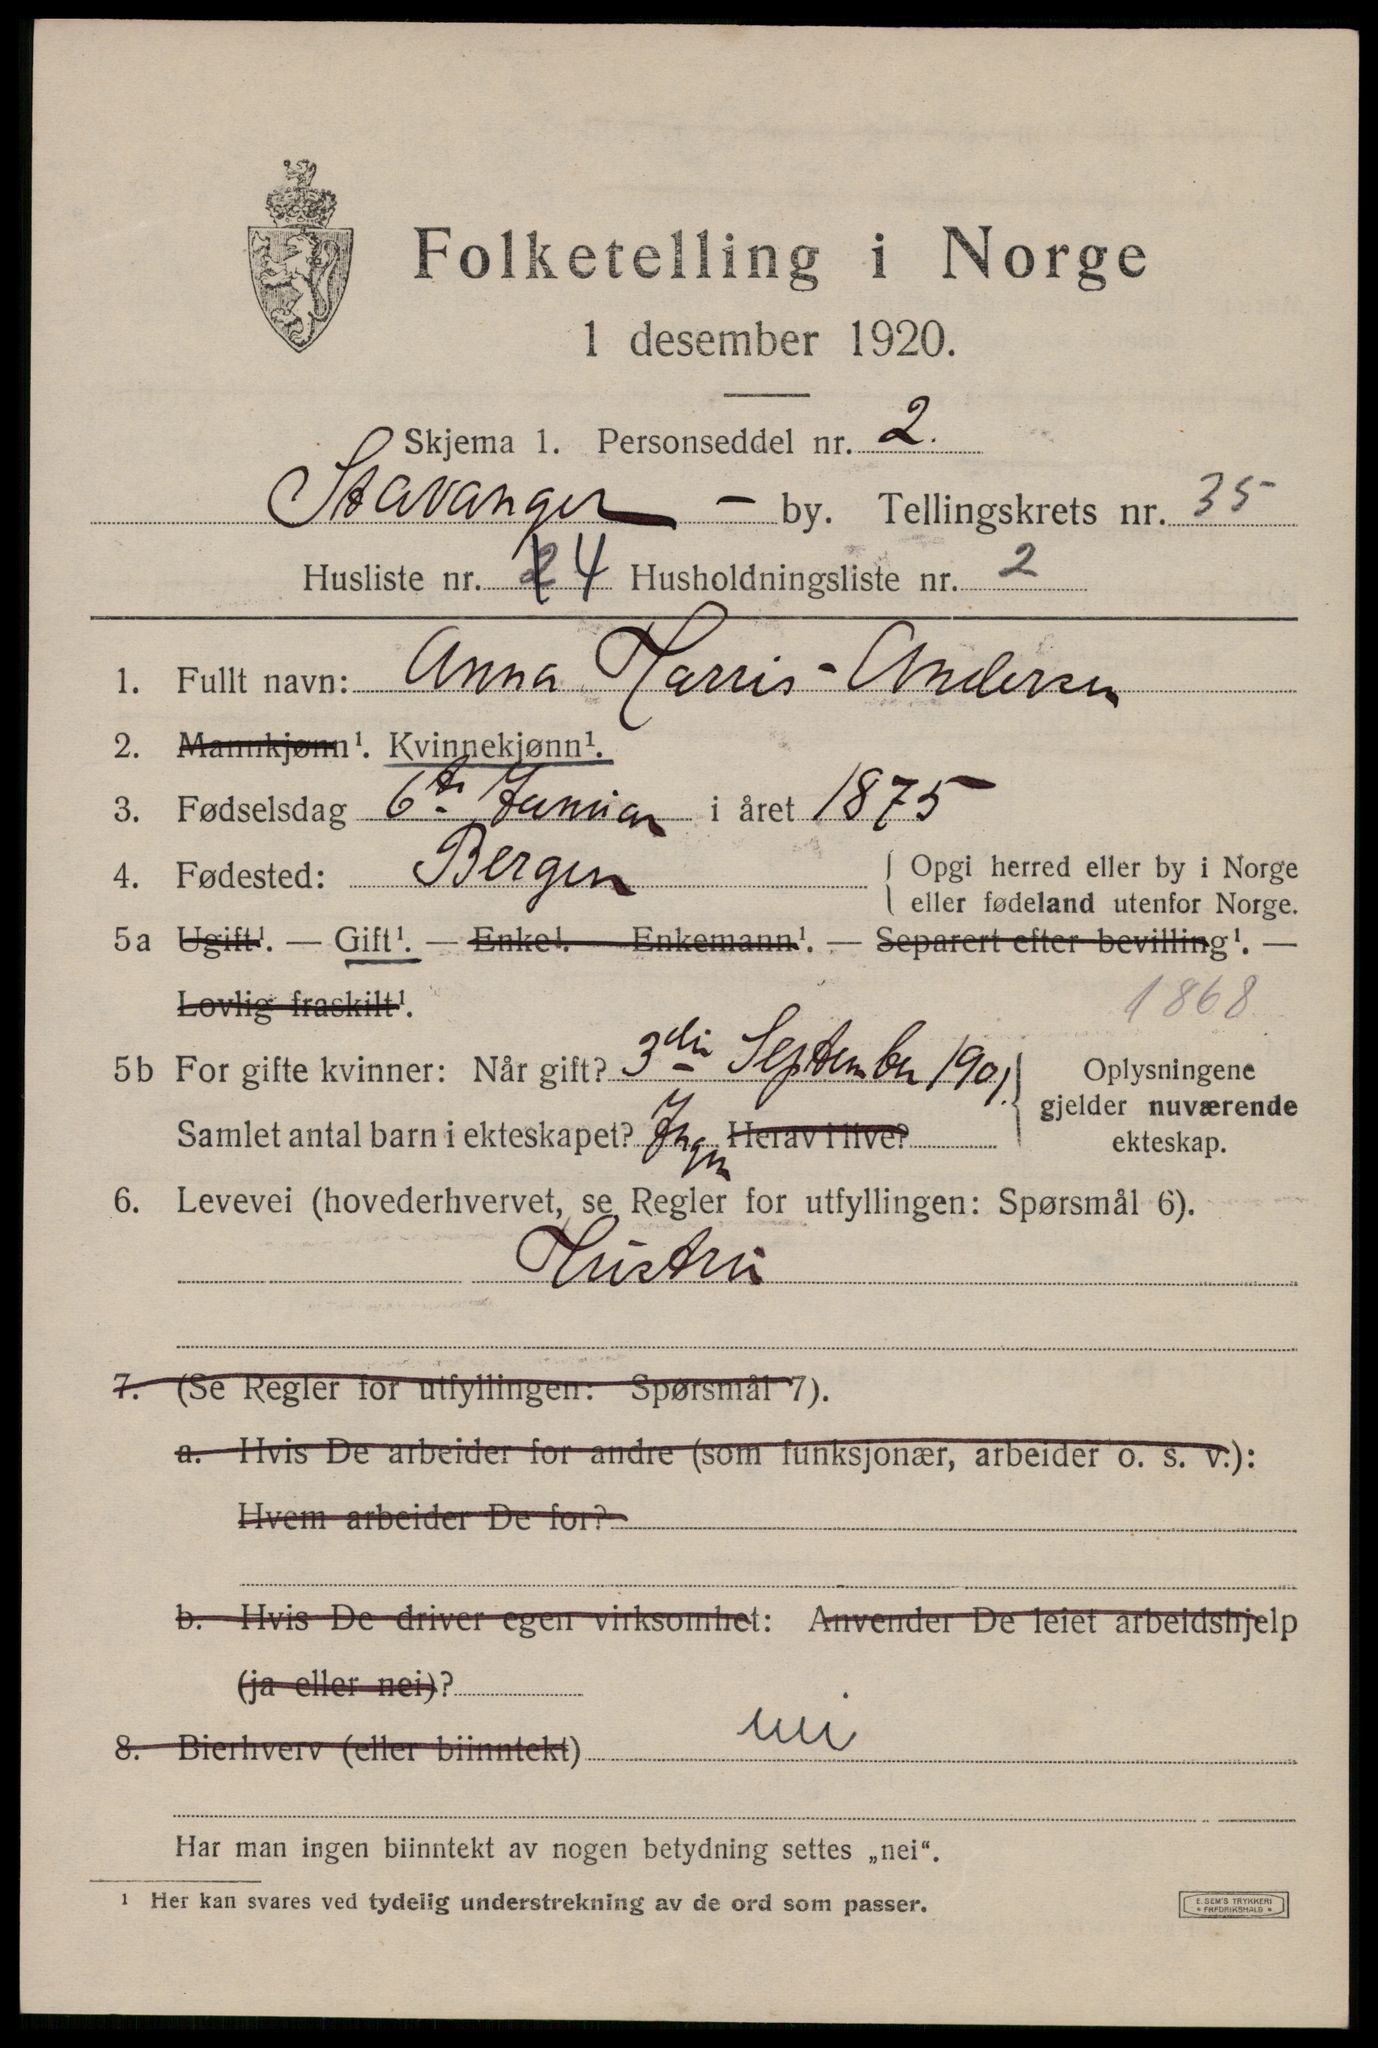 Folketelling i Norge
1 desember 1920.
Skjema 1. Personseddel nr. 2.
Stavanger - by. Tellingskrets nr. 35
Husliste nr. 4 Husholdningsliste nr. 2
1. Fullt navn: Anna Harris-Andersen
2. Mannkjønn¹. Kvinnekjønn¹.
3. Fødselsdag 6te Januar i året 1875
4. Fødested: Bergen { Opgi herred eller by i Norge
eller fødeland utenfor Norge.
5a Ugift¹. — Gift¹. — Enke¹. Enkemann¹. — Separert efter bevilling¹. —
Lovlig fraskilt¹. 1868
5b For gifte kvinner: Når gift? 3die September 1901. { Oplysningene
gjelder nuværende
Samlet antal barn i ekteskapet? Ingen Herav i live?
ekteskap.
6. Levevei (hovederhvervet, se Regler for utfyllingen: Spørsmål 6).
Hustru
7. (Se Regler for utfyllingen: Spørsmål 7).
a. Hvis De arbeider for andre (som funksjonær, arbeider o. s. v.):
Hvem arbeider De for?
b. Hvis De driver egen virksomhet: Anvender De leiet arbeidshjelp
(ja eller nei)?
8. Bierhverv (eller biinntekt) nei
Har man ingen biinntekt av nogen betydning settes „nei“.
¹ Her kan svares ved tydelig understrekning av de ord som passer.
E. SEM'S TRYKKERI
FREDRIKSHALD